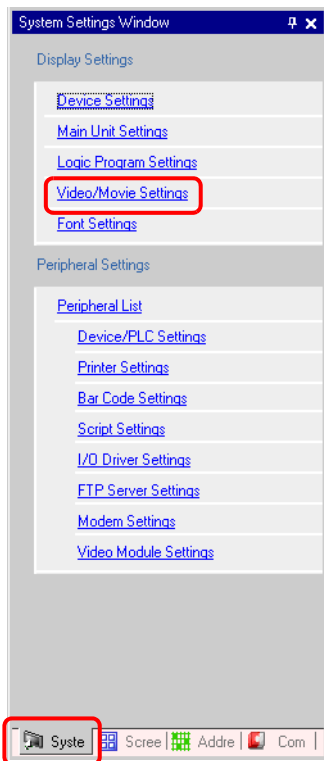 System Settings Window
Display Settings
Device Settings
Main Unit Settings
Logic Program Settings
Video/Movie Settings
Font Settings
Peripheral Settings
Peripheral List
Device/PLC Settings
Printer Settings
Bar Code Settings
Script Settings
I/O Driver Settings
FTP Server Settings
Modem Settings
Video Module Settings
Syste Scree Addre Com